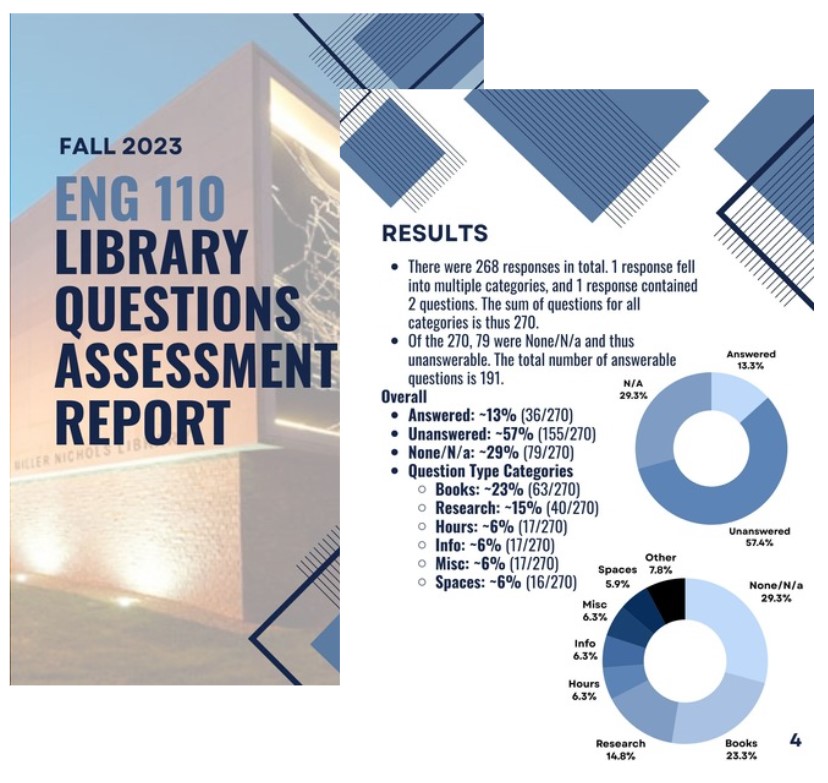 FALL 2023
ENG 110
LIBRARY
QUESTIONS
ASSESSMENT
REPORT
MILLER NICHOLS LIBRARY
RESULTS
There were 268 responses in total. 1 response fell
into multiple categories, and 1 response contained
2 questions. The sum of questions for all
categories is thus 270.
Of the 270, 79 were None/N/a and thus
unanswerable. The total number of answerable
questions is 191.
Overall
Answered: ~13% (36/270)
Unanswered: ~57% (155/270)
None/N/a: ~29% (79/270)
Question Type Categories
Books: ~23% (63/270)
Research: ~15% (40/270)
Hours: ~6% (17/270)
Info: ~6% (17/270)
Misc: ~6% (17/270)
Spaces: ~6% (16/270)
Answered
13.3%
N/A
29.3%
Unanswered
57.4%
Other
7.8%
Spaces
5.9%
None/N/a
29.3%
Misc
6.3%
Info
6.3%
Hours
6.3%
Research
14.8%
Books
23.3%
4